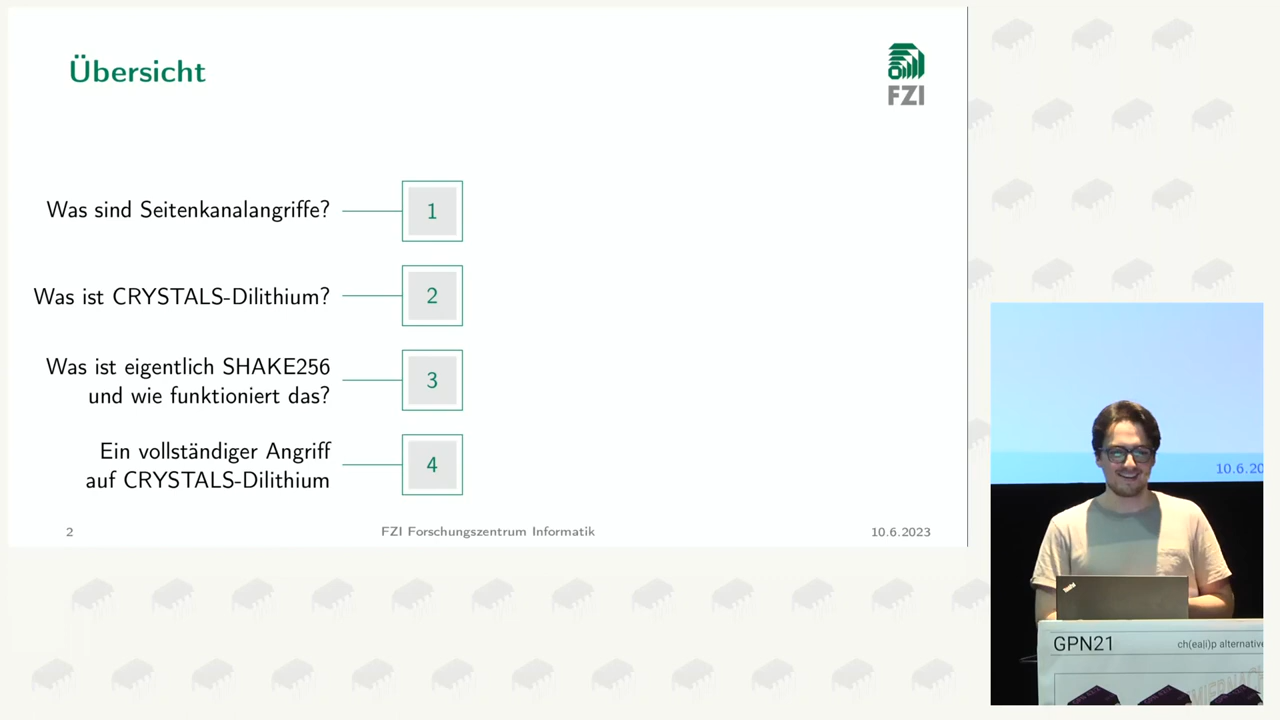 Übersicht
FZI
Was sind Seitenkanalangriffe?
1
Was ist CRYSTALS-Dilithium?
2
Was ist eigentlich SHAKE256
und wie funktioniert das?
3
Ein vollständiger Angriff
auf CRYSTALS-Dilithium
4
2
FZI Forschungszentrum Informatik
10.6.2023
10.6.20
GPN21
ch(ea|i)p alternative